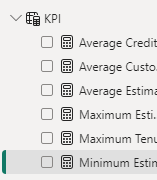 KPI
Average Credit
Average Custo...
Average Estima
Maximum Esti...
Maximum Tenu
Minimum Estim